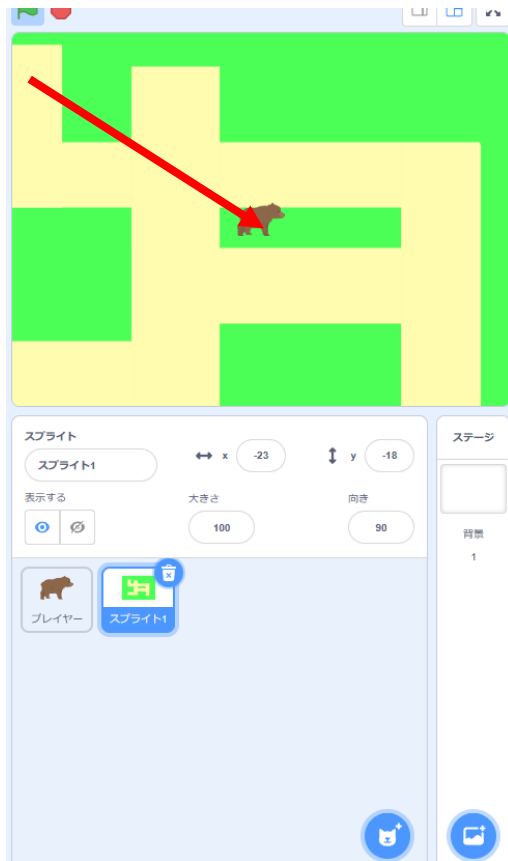 スプライト
スプライト1
x
-23
y
-18
表示する
大きさ
100
向き
90
ステージ
背景
1
プレイヤー
スプライト1